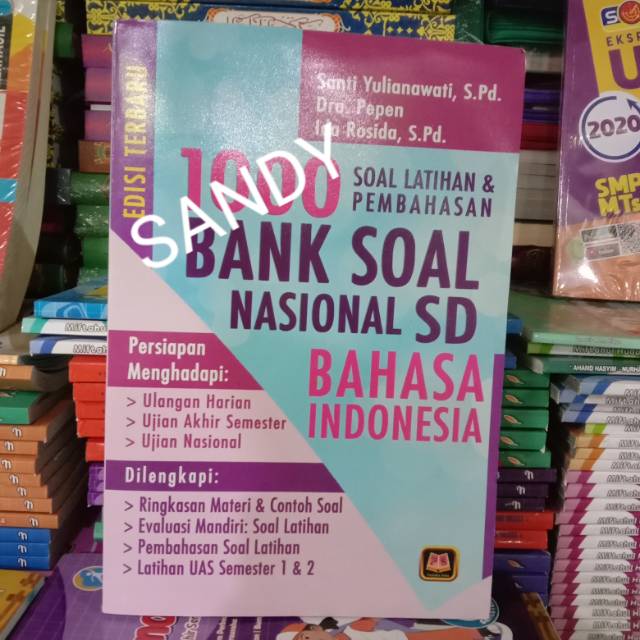 EDISI TERBARU
Santi Yulianawati, S.Pd.
Dra. Pepen
Ida Rosida, S.Pd.
1000 SOAL LATIHAN &
PEMBAHASAN
BANK SOAL
NASIONAL SD
BAHASA
INDONESIA
SANDY
Persiapan
Menghadapi:
> Ulangan Harian
> Ujian Akhir Semester
> Ujian Nasional
Dilengkapi:
> Ringkasan Materi & Contoh Soal
> Evaluasi Mandiri: Soal Latihan
> Pembahasan Soal Latihan
> Latihan UAS Semester 1 & 2
2020
SMP
MTs